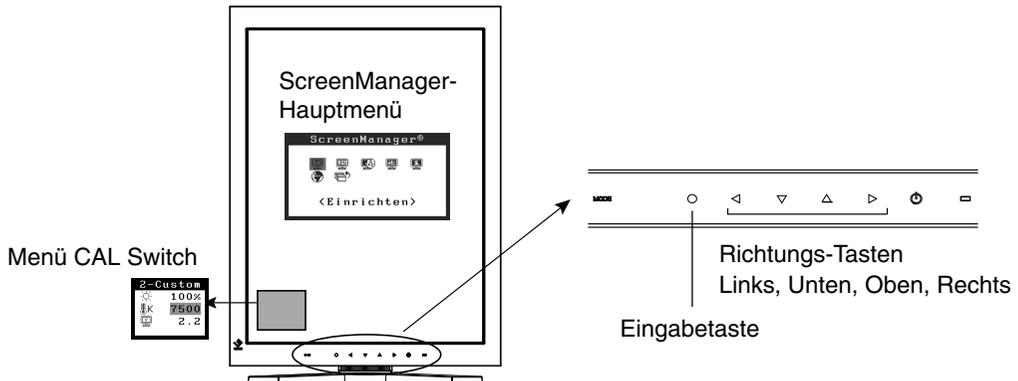 ScreenManager-
Hauptmenü
ScreenManager®
<Einrichten>
MODE
Richtungs-Tasten
Links, Unten, Oben, Rechts
Eingabetaste
Menü CAL Switch
2-Custom
100%
K 7500
2.2